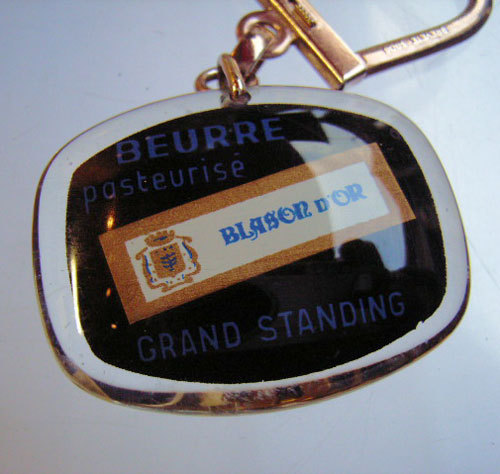 BEURRE
pasteurisé
BLASON D'OR
GRAND STANDING